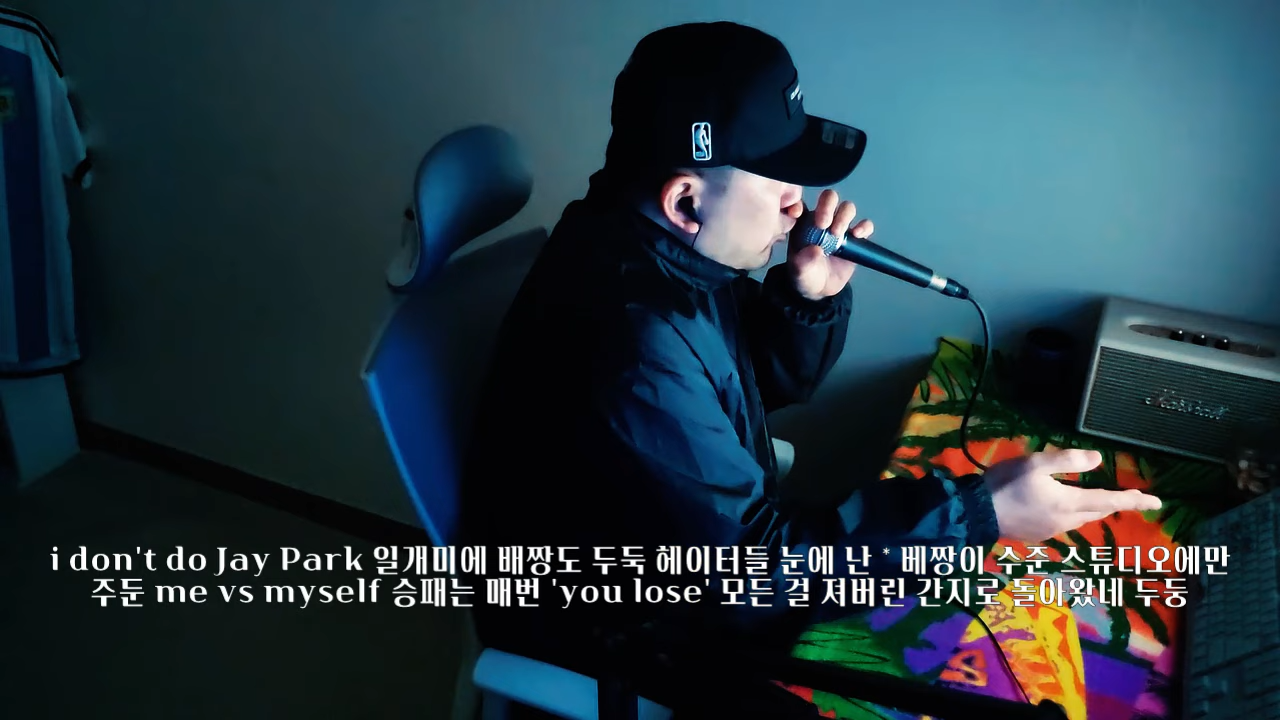 i don't do Jay Park 일개미에 배짱도 두둑 헤이터들 눈에 난 * 베짱이 수준 스튜디오에만
주둔 me vs myself 승패는 매번 'you lose' 모든 걸 져버린 간지로 돌아왔네 두둥
Marshall